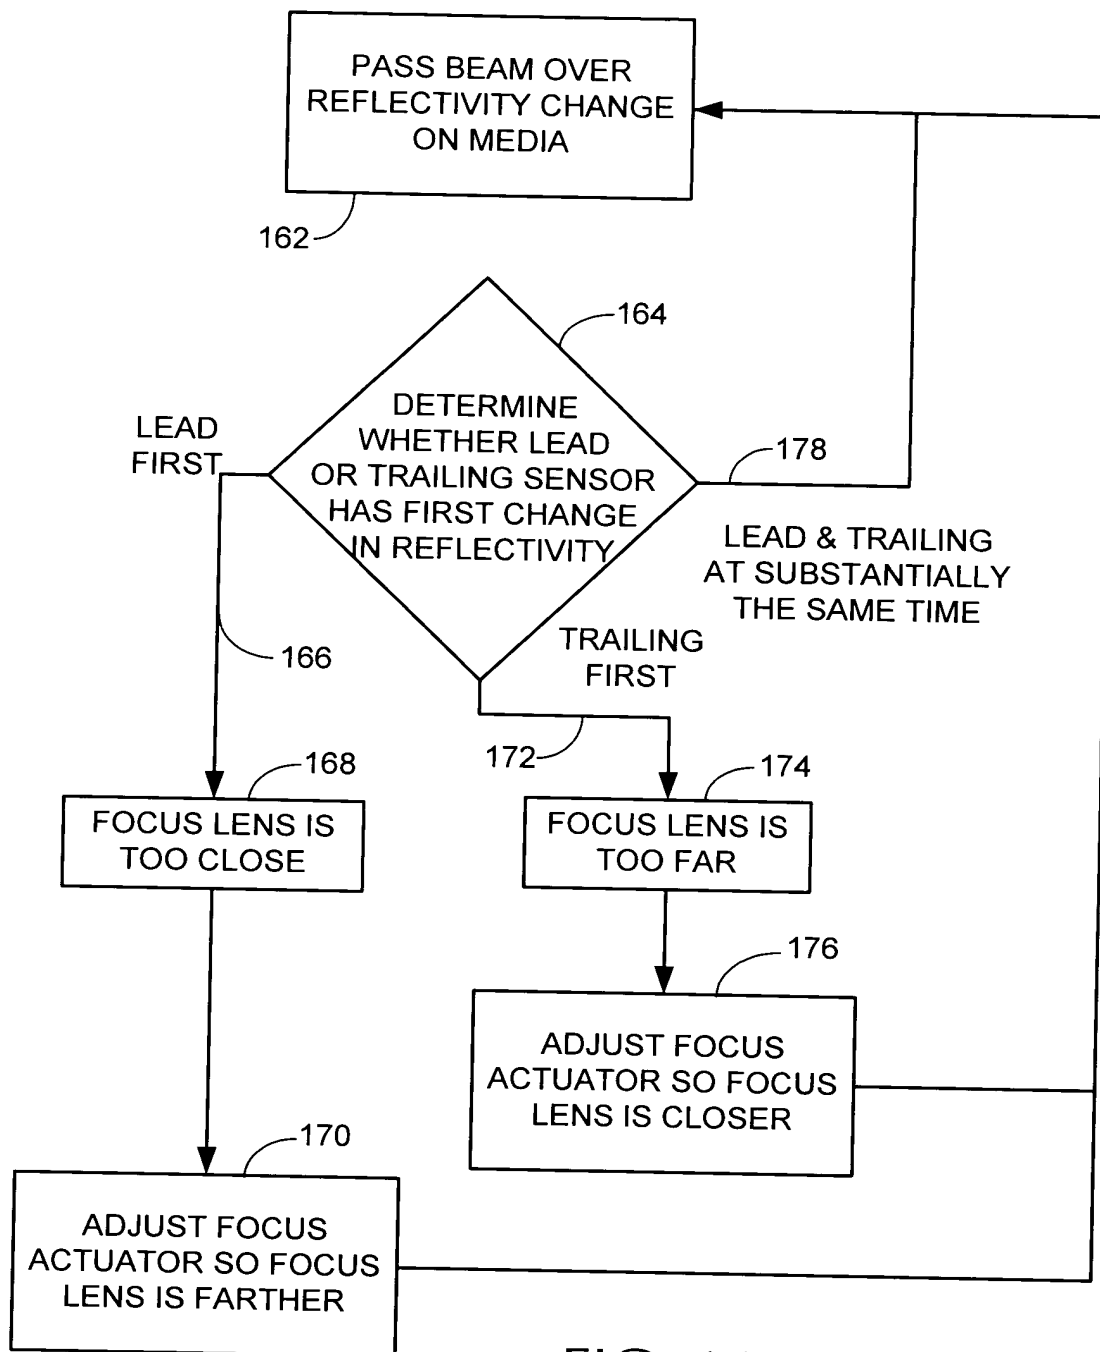 PASS BEAM OVER
REFLECTIVITY CHANGE
ON MEDIA
162
164
DETERMINE
WHETHER LEAD
OR TRAILING SENSOR
HAS FIRST CHANGE
IN REFLECTIVITY
LEAD
FIRST
178
LEAD & TRAILING
AT SUBSTANTIALLY
THE SAME TIME
166
TRAILING
FIRST
172
168
FOCUS LENS IS
TOO CLOSE
174
FOCUS LENS IS
TOO FAR
176
ADJUST FOCUS
ACTUATOR SO FOCUS
LENS IS CLOSER
170
ADJUST FOCUS
ACTUATOR SO FOCUS
LENS IS FARTHER